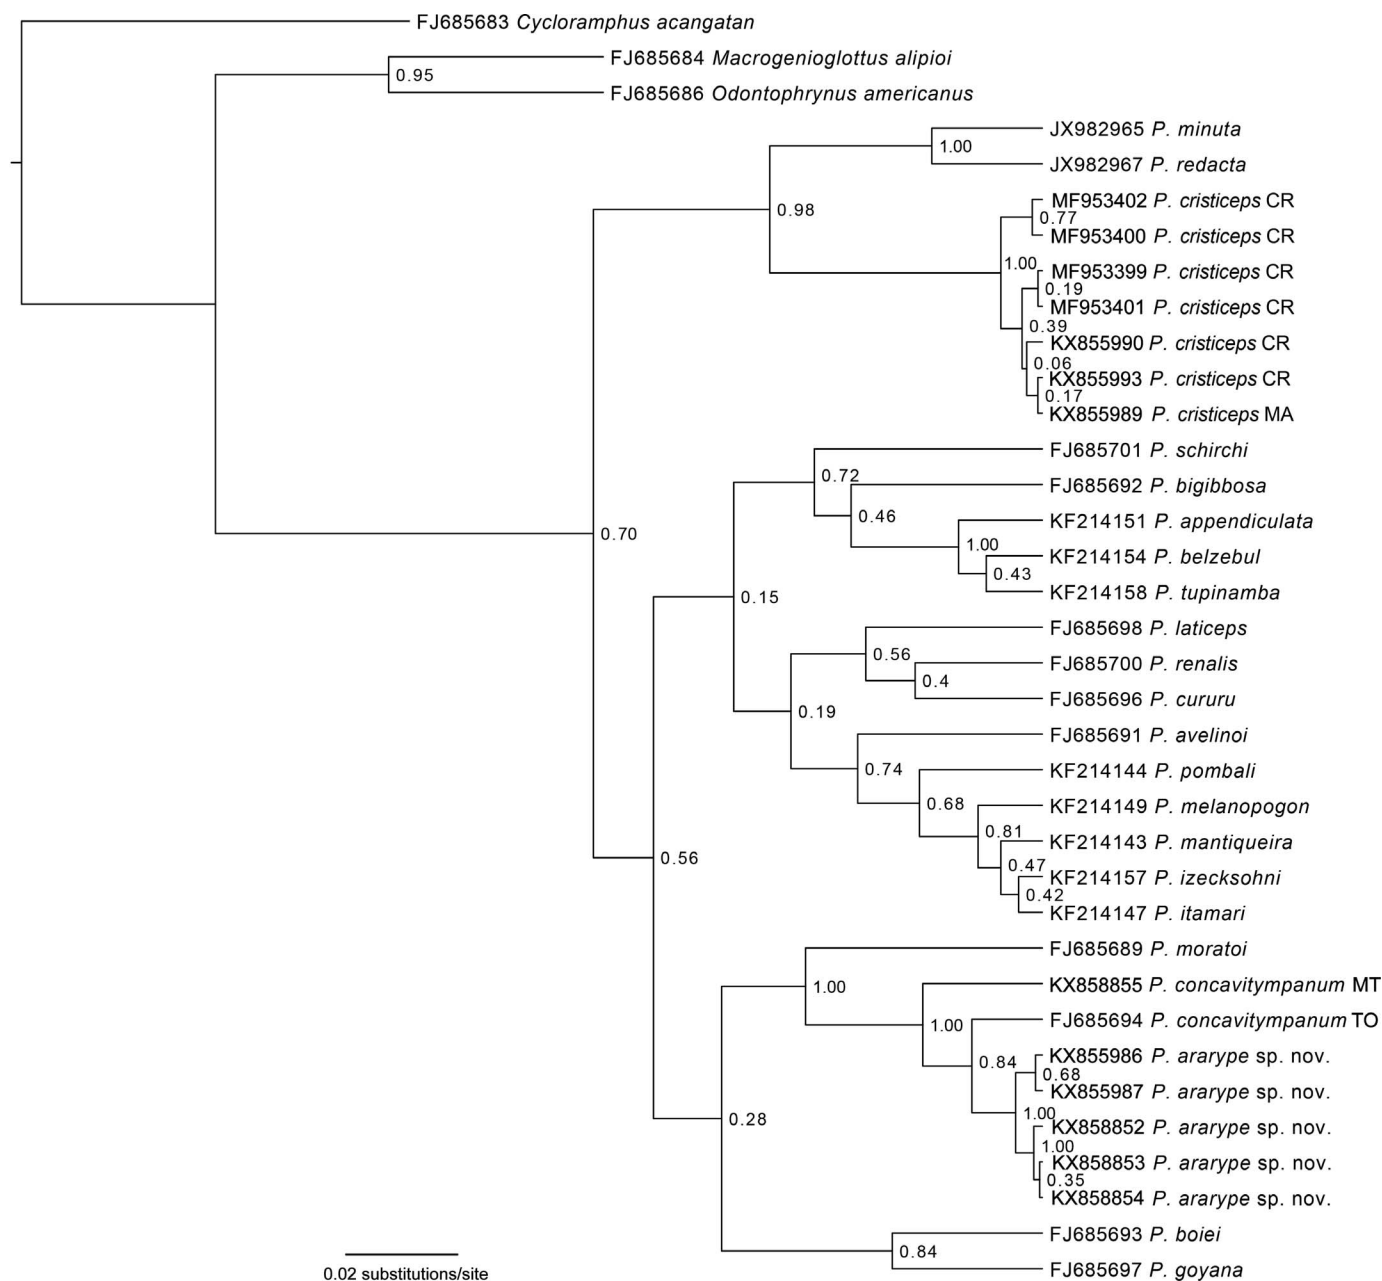 FJ685683 Cycloramphus acangatan
FJ685684 Macrogenioglottus alipioi
0.95
FJ685686 Odontophrynus americanus
JX982965 P. minuta
1.00
JX982967 P. redacta
0.98
MF953402 P. cristiceps CR
0.77
MF953400 P. cristiceps CR
1.00
MF953399 P. cristiceps CR
0.19
MF953401 P. cristiceps CR
0.39
KX855990 P. cristiceps CR
0.06
KX855993 P. cristiceps CR
0.17
KX855989 P. cristiceps MA
FJ685701 P. schirchi
0.72
FJ685692 P. bigibbosa
0.46
KF214151 P. appendiculata
1.00
KF214154 P. belzebul
0.43
KF214158 P. tupinamba
0.70
0.15
FJ685698 P. laticeps
0.56
FJ685700 P. renalis
0.4
FJ685696 P. cururu
0.19
FJ685691 P. avelinoi
0.74
KF214144 P. pombali
0.68
KF214149 P. melanopogon
0.81
KF214143 P. mantiqueira
0.47
KF214157 P. izecksohni
0.42
KF214147 P. itamari
0.56
FJ685689 P. moratoi
1.00
KX858855 P. concavitympanum MT
1.00
FJ685694 P. concavitympanum TO
0.84
KX855986 P. ararype sp. nov.
0.68
KX855987 P. ararype sp. nov.
1.00
KX858852 P. ararype sp. nov.
1.00
KX858853 P. ararype sp. nov.
0.35
KX858854 P. ararype sp. nov.
0.28
FJ685693 P. boiei
0.84
FJ685697 P. goyana
0.02 substitutions/site